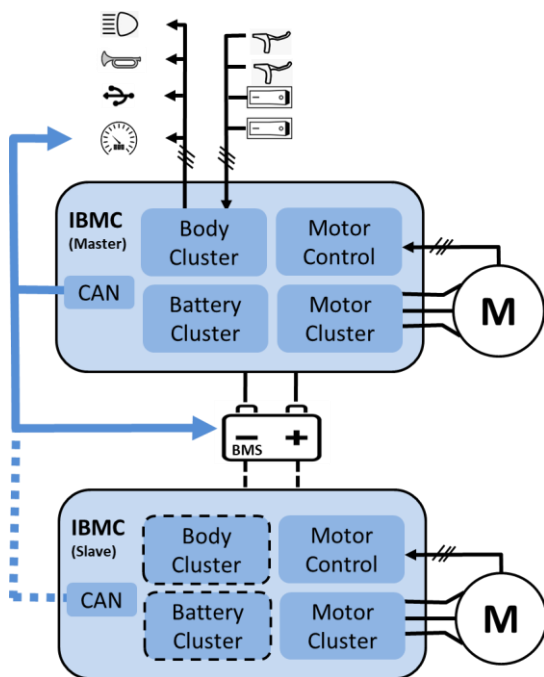 IBMC
(Master)
Body
Cluster
Motor
Control
CAN
Battery
Cluster
Motor
Cluster
M
− +
BMS
IBMC
(Slave)
Body
Cluster
Motor
Control
CAN
Battery
Cluster
Motor
Cluster
M